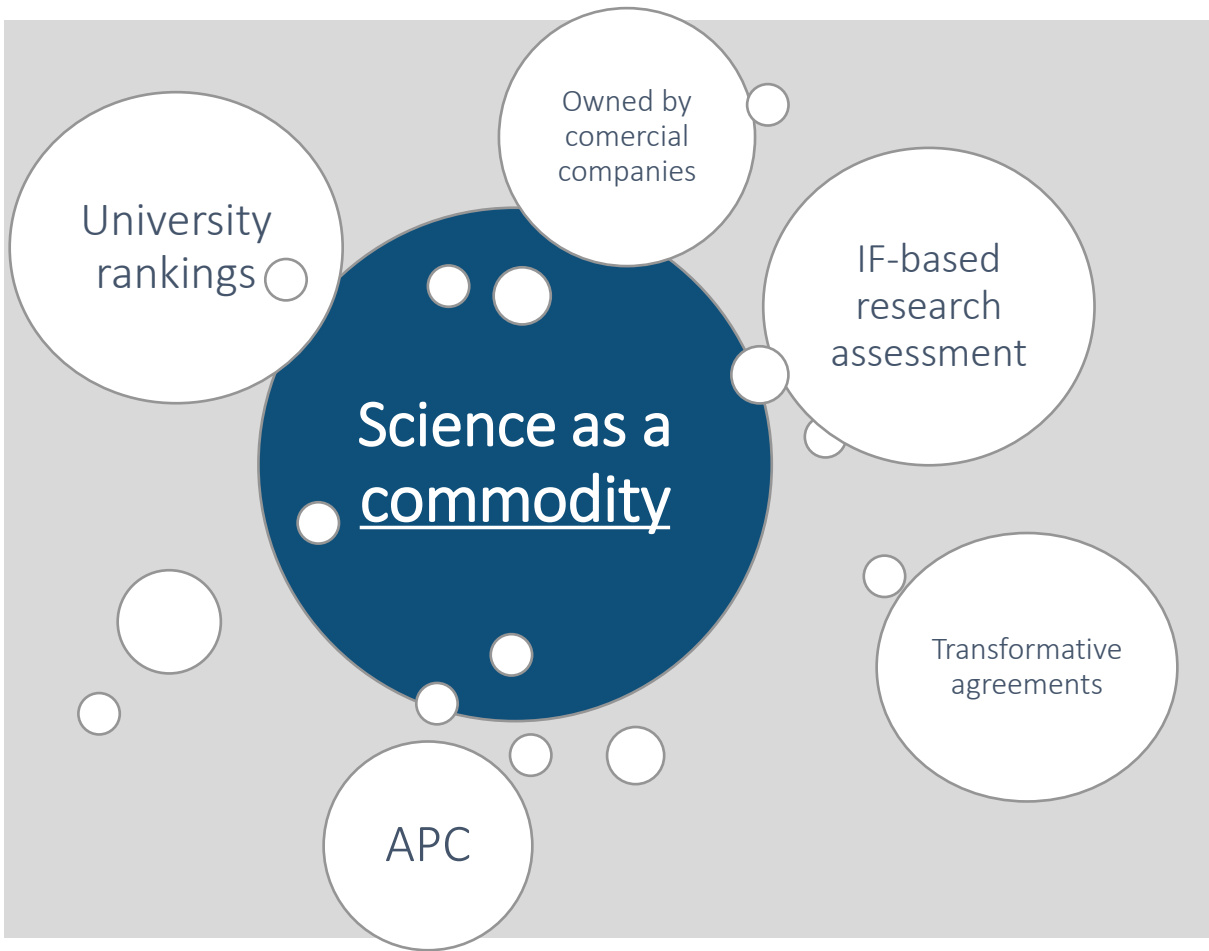 Owned by
comercial
companies
University
rankings
IF-based
research
assessment
Science as a
commodity
Transformative
agreements
APC